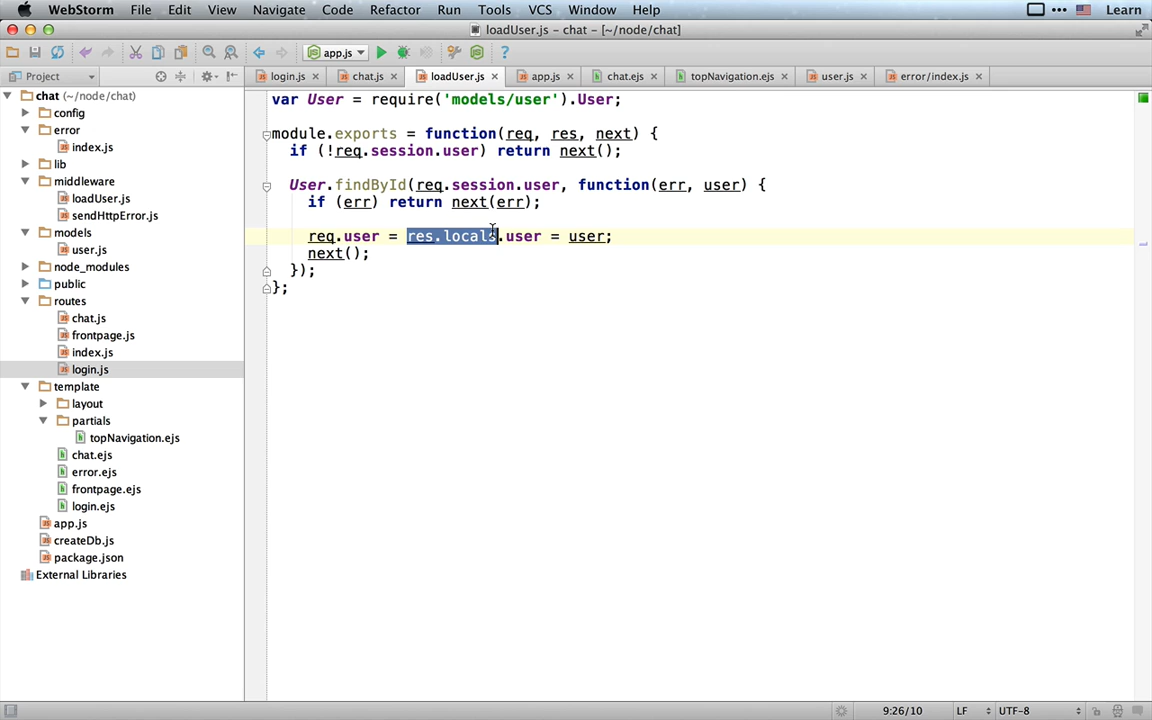 WebStorm File Edit View Navigate Code Refactor Run Tools VCS Window Help Learn
loadUser.js – chat – [~/node/chat]
app.js
Project login.js chat.js loadUser.js app.js chat.ejs topNavigation.ejs user.js error/index.js
chat (~/node/chat)
config
error
index.js
lib
middleware
loadUser.js
sendHttpError.js
models
user.js
node_modules
public
routes
chat.js
frontpage.js
index.js
login.js
template
layout
partials
topNavigation.ejs
chat.ejs
error.ejs
frontpage.ejs
login.ejs
app.js
createDb.js
package.json
External Libraries
var User = require('models/user').User;
module.exports = function(req, res, next) {
if (!req.session.user) return next();
User.findById(req.session.user, function(err, user) {
if (err) return next(err);
req.user = res.locals.user = user;
next();
});
};
9:26/10 LF UTF-8